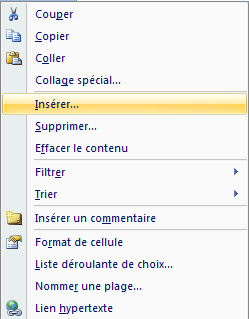 Couper
Copier
Coller
Collage spécial...
Insérer...
Supprimer...
Effacer le contenu
Filtrer
Trier
Insérer un commentaire
Format de cellule
Liste déroulante de choix...
Nommer une plage...
Lien hypertexte